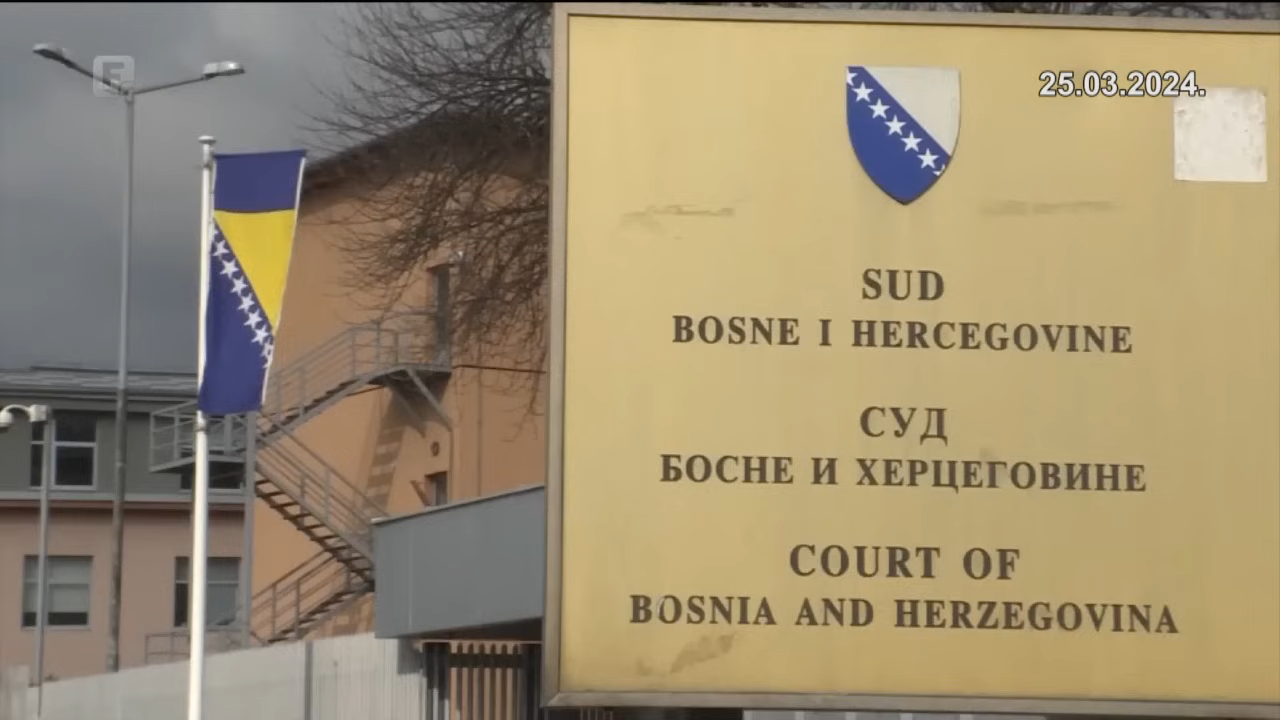 25.03.2024.
SUD
BOSNE I HERCEGOVINE
СУД
БОСНЕ И ХЕРЦЕГОВИНЕ
COURT OF
BOSNIA AND HERZEGOVINA